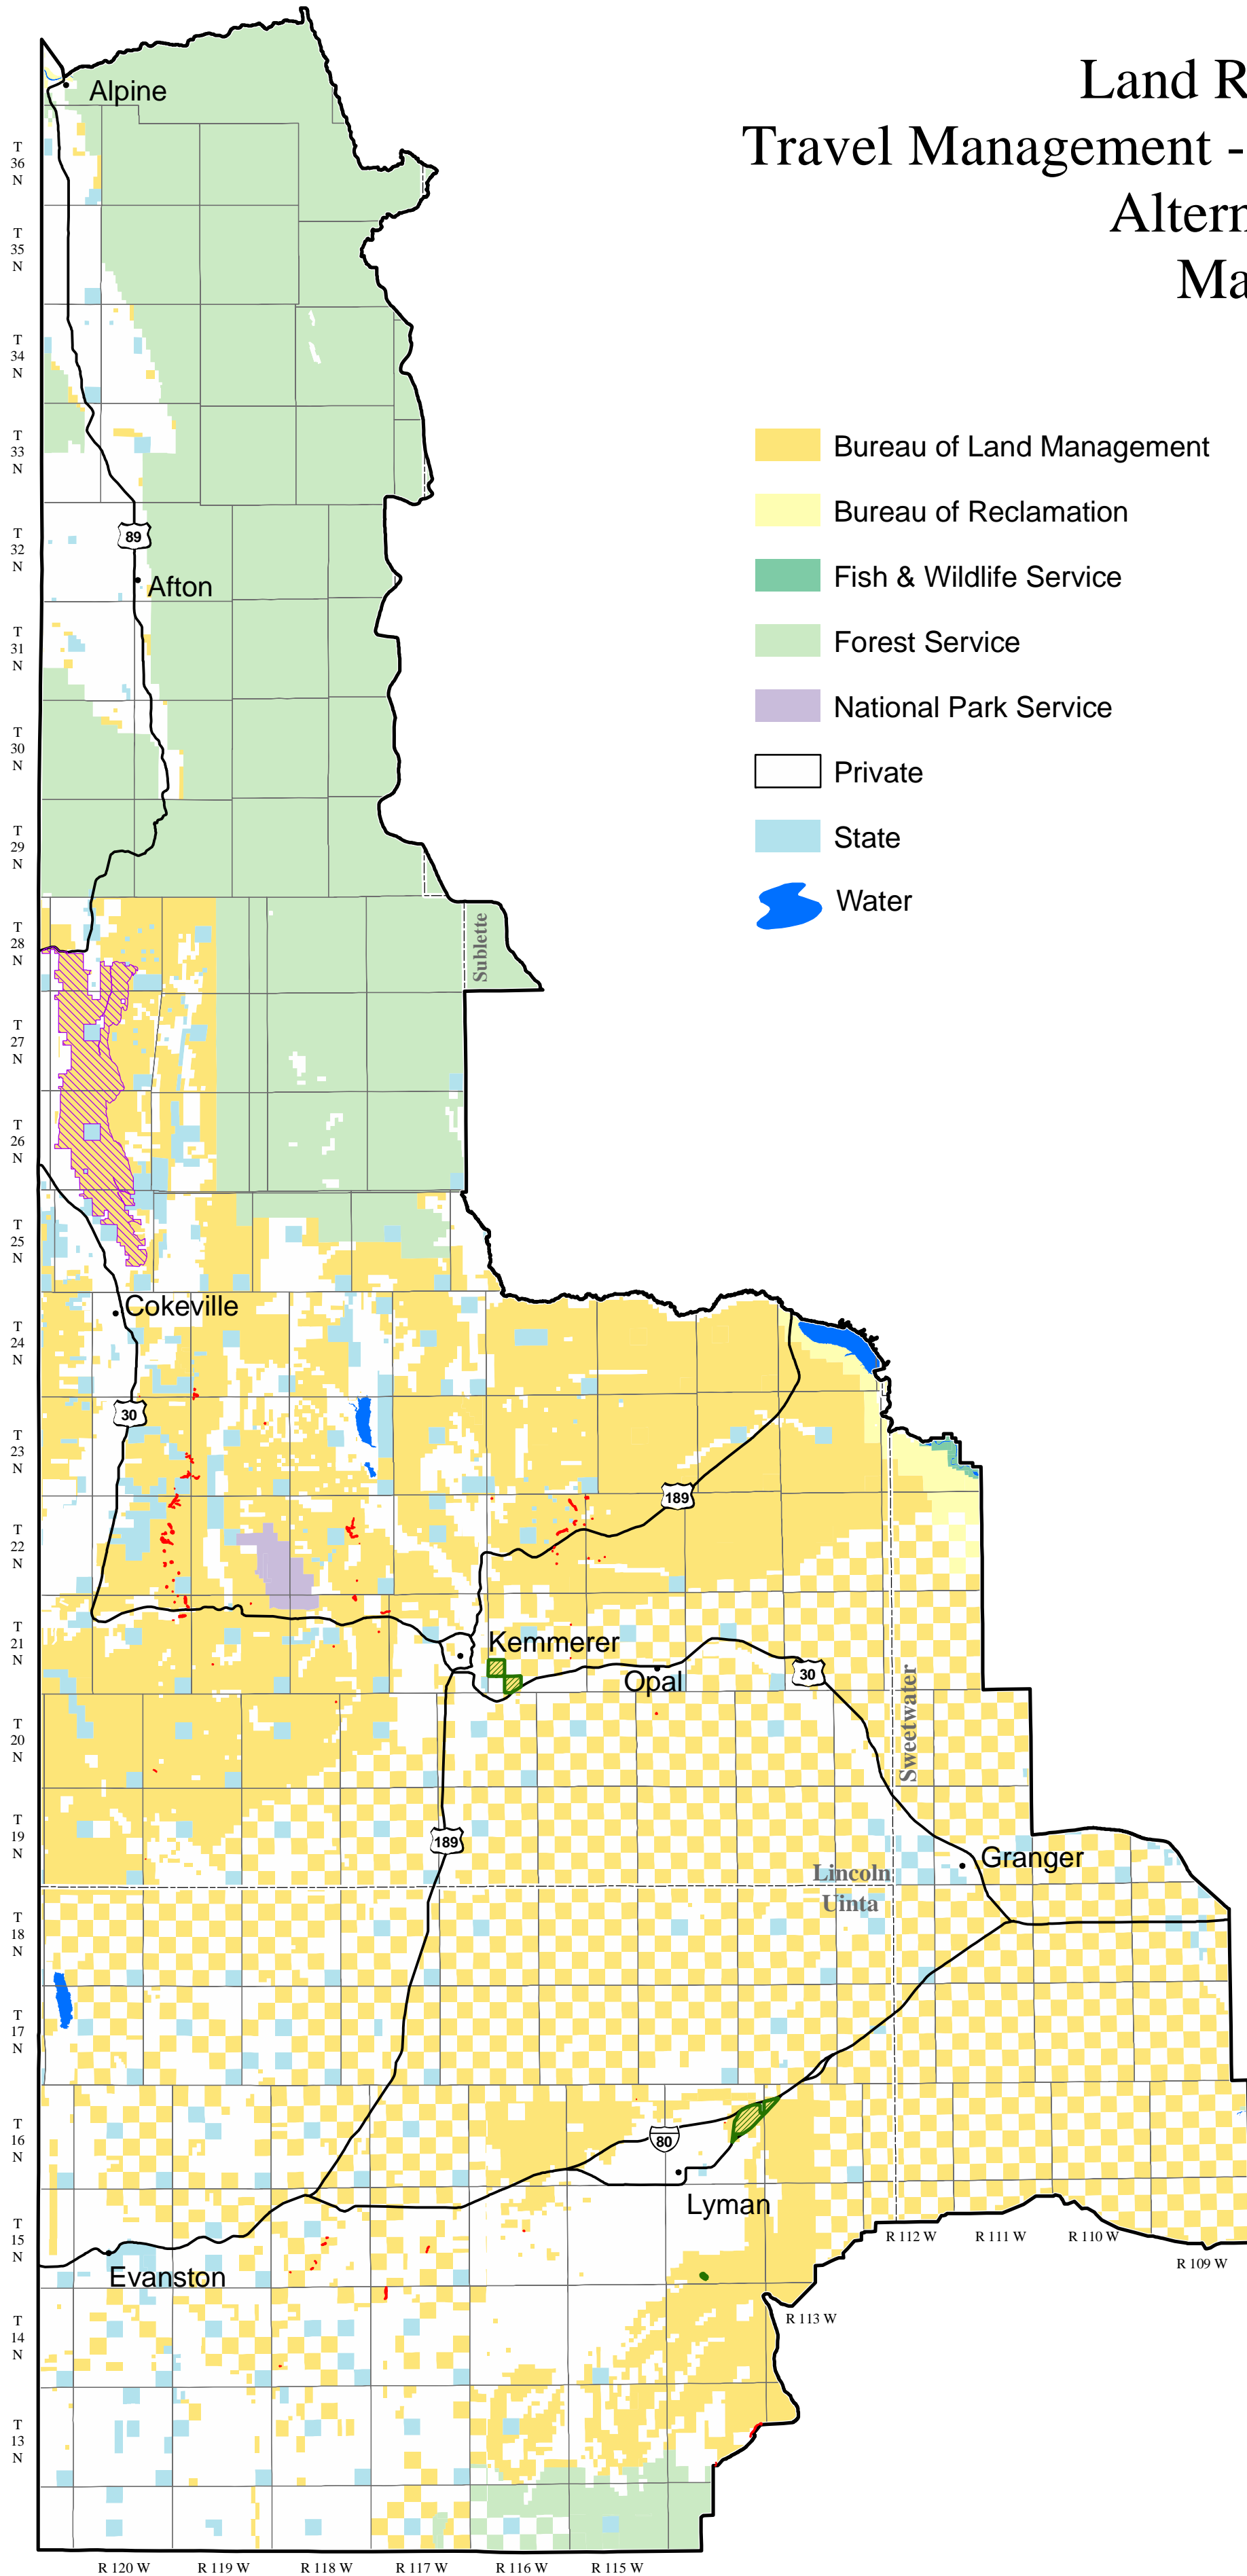 Land R
Travel Management -
Altern
Ma
Bureau of Land Management
Bureau of Reclamation
Fish & Wildlife Service
Forest Service
National Park Service
Private
State
Water
Alpine
T
36
N
T
35
N
T
34
N
T
33
N
89
T
32
N
Afton
T
31
N
T
30
N
T
29
N
T
28
N
Sublette
T
27
N
T
26
N
T
25
N
Cokeville
T
24
N
30
T
23
N
189
T
22
N
T
21
N
Kemmerer
Opal
30
Sweetwater
T
20
N
T
19
N
189
Granger
Lincoln
Uinta
T
18
N
T
17
N
T
16
N
80
Lyman
T
15
N
R 112 W
R 111 W
R 110 W
R 109 W
Evanston
R 113 W
T
14
N
T
13
N
R 120 W
R 119 W
R 118 W
R 117 W
R 116 W
R 115 W